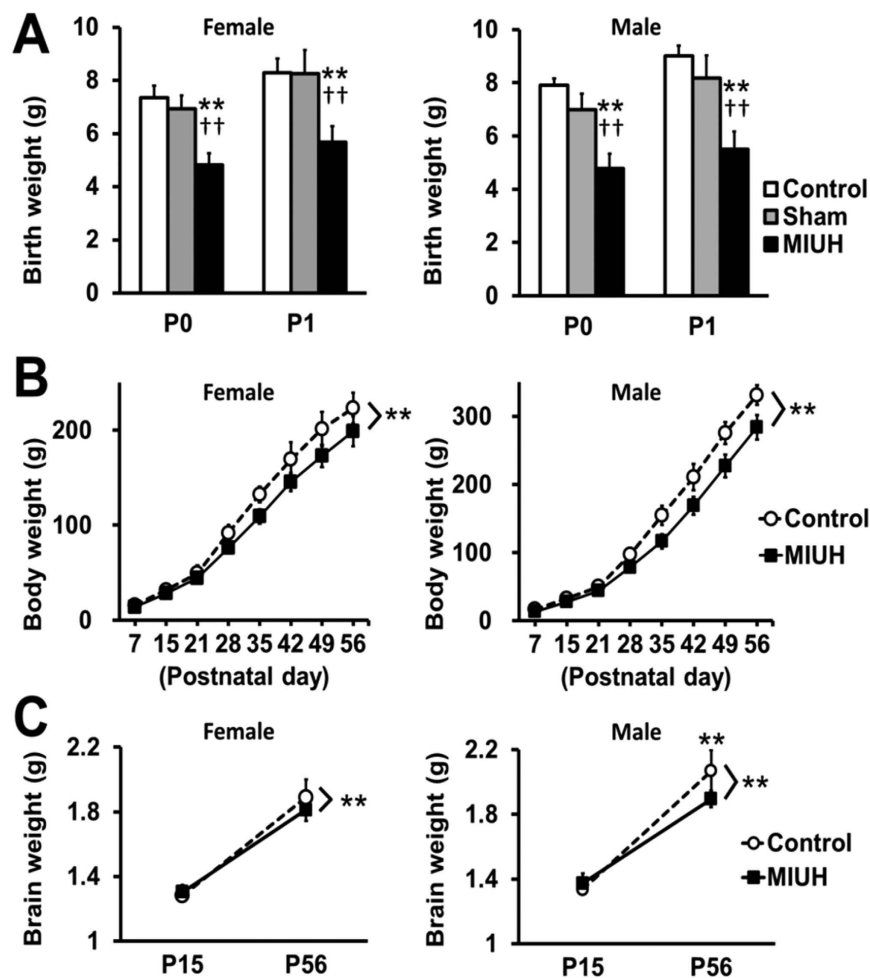 A
Female
Male
Birth weight (g)
10
8
6
4
2
0
**
††
**
††
P0
P1
Birth weight (g)
10
8
6
4
2
0
**
††
**
††
P0
P1
Control
Sham
MIUH
B
Female
Male
Body weight (g)
200
100
0
**
7 15 21 28 35 42 49 56
(Postnatal day)
Body weight (g)
300
200
100
0
**
7 15 21 28 35 42 49 56
(Postnatal day)
Control
MIUH
C
Female
Male
Brain weight (g)
2.2
1.8
1.4
1
**
P15
P56
Brain weight (g)
2.2
1.8
1.4
1
**
**
P15
P56
Control
MIUH